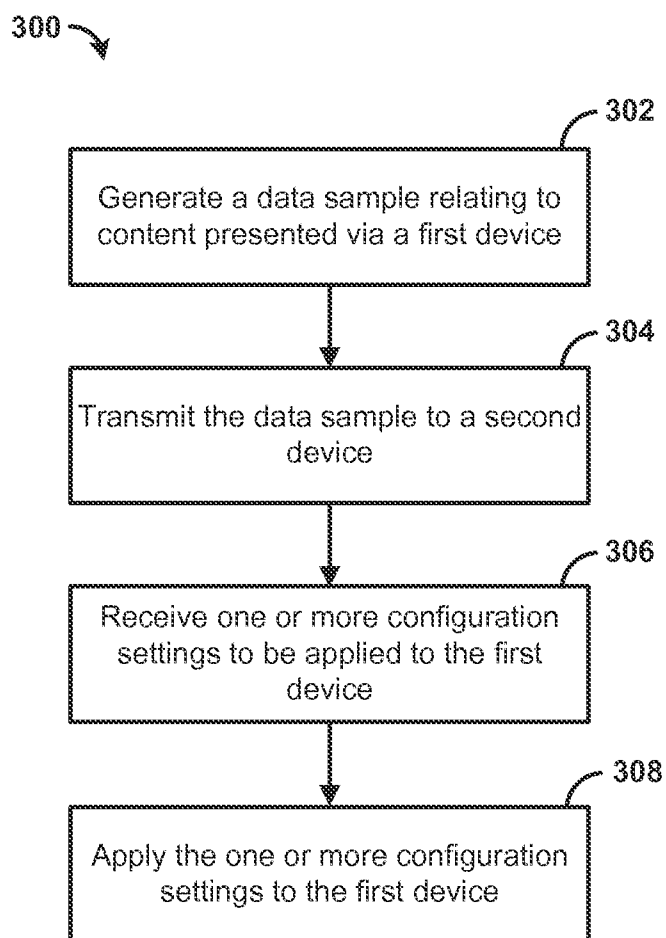 300
302
Generate a data sample relating to
content presented via a first device
304
Transmit the data sample to a second
device
306
Receive one or more configuration
settings to be applied to the first
device
308
Apply the one or more configuration
settings to the first device